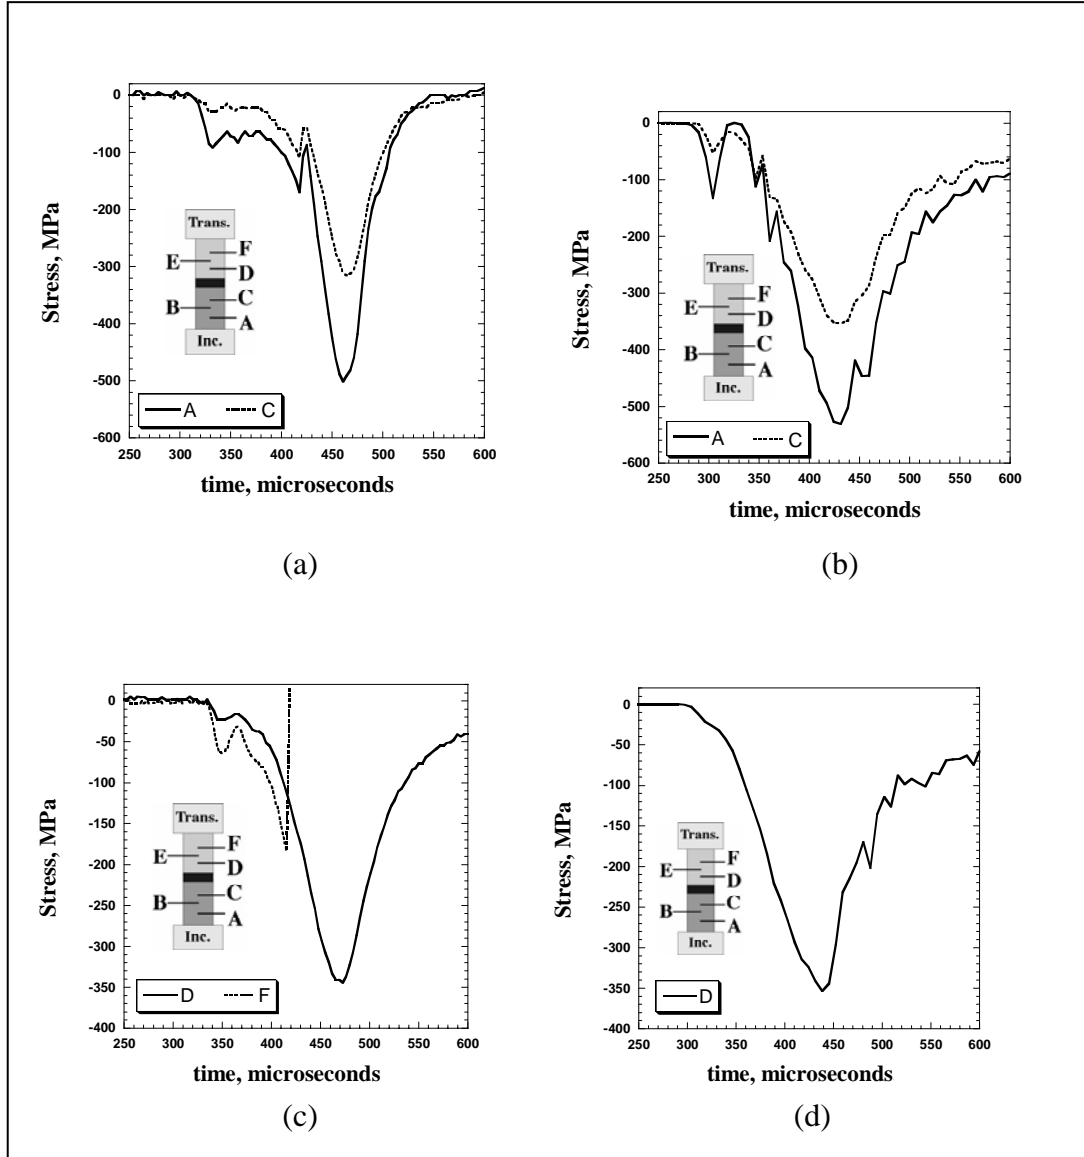 0
-100
-200
-300
-400
-500
-600
Stress, MPa
Trans.
F
E
D
C
B
A
Inc.
A C
250 300 350 400 450 500 550 600
time, microseconds
(a)
0
-100
-200
-300
-400
-500
-600
Stress, MPa
Trans.
F
E
D
C
B
A
Inc.
A C
250 300 350 400 450 500 550 600
time, microseconds
(b)
0
-50
-100
-150
-200
-250
-300
-350
-400
Stress, MPa
Trans.
F
E
D
C
B
A
Inc.
D F
250 300 350 400 450 500 550 600
time, microseconds
(c)
0
-50
-100
-150
-200
-250
-300
-350
-400
Stress, MPa
Trans.
F
E
D
C
B
A
Inc.
D
250 300 350 400 450 500 550 600
time, microseconds
(d)